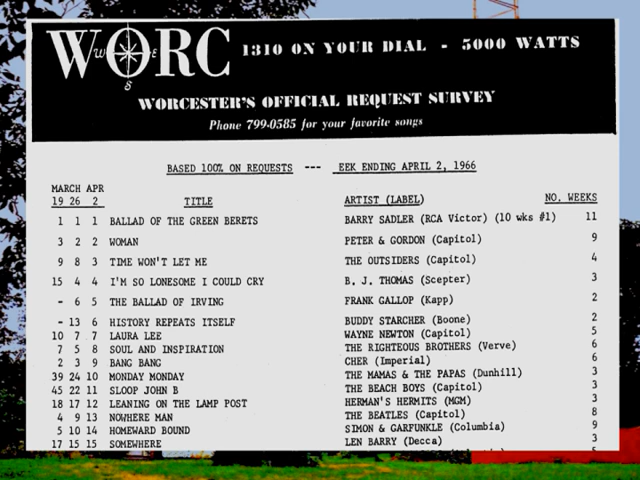 WORC 1310 ON YOUR DIAL - 5000 WATTS
W E
S
WORCESTER'S OFFICIAL REQUEST SURVEY
Phone 799-0585 for your favorite songs
BASED 100% ON REQUESTS --- EEK ENDING APRIL 2, 1966
MARCH APR
19 26 2 TITLE ARTIST (LABEL) NO. WEEKS
1 1 1 BALLAD OF THE GREEN BERETS BARRY SADLER (RCA Victor) (10 wks #1) 11
3 2 2 WOMAN PETER & GORDON (Capitol) 9
9 8 3 TIME WON'T LET ME THE OUTSIDERS (Capitol) 4
15 4 4 I'M SO LONESOME I COULD CRY B. J. THOMAS (Scepter) 3
- 6 5 THE BALLAD OF IRVING FRANK GALLOP (Kapp) 2
- 13 6 HISTORY REPEATS ITSELF BUDDY STARCHER (Boone) 2
10 7 7 LAURA LEE WAYNE NEWTON (Capitol) 5
7 5 8 SOUL AND INSPIRATION THE RIGHTEOUS BROTHERS (Verve) 6
2 3 9 BANG BANG CHER (Imperial) 6
39 24 10 MONDAY MONDAY THE MAMAS & THE PAPAS (Dunhill) 3
45 22 11 SLOOP JOHN B THE BEACH BOYS (Capitol) 3
18 17 12 LEANING ON THE LAMP POST HERMAN'S HERMITS (MGM) 3
4 9 13 NOWHERE MAN THE BEATLES (Capitol) 8
5 10 14 HOMEWARD BOUND SIMON & GARFUNKLE (Columbia) 9
17 15 15 SOMEWHERE LEN BARRY (Decca) 3